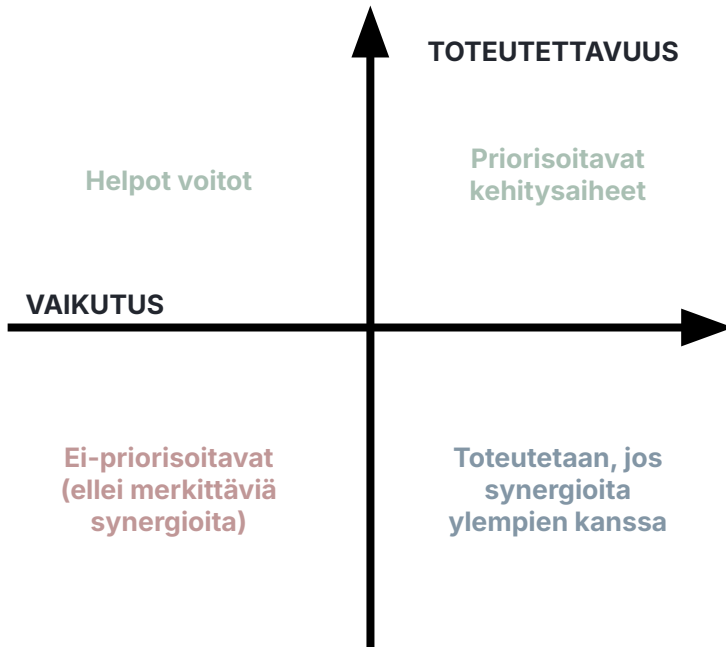 TOTEUTETTAVUUS
Helpot voitot
Priorisoitavat
kehitysaiheet
VAIKUTUS
Ei-priorisoitavat
(ellei merkittäviä
synergioita)
Toteutetaan, jos
synergioita
ylempien kanssa